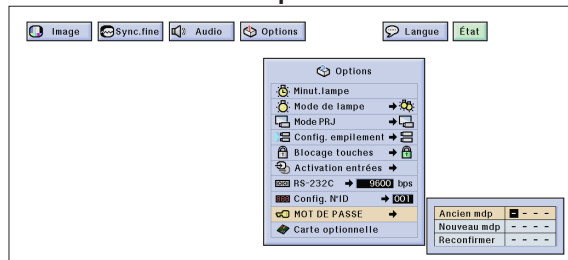 Image Sync.fine Audio Options Langue État
Options
Minut.lampe
Mode de lampe
Mode PRJ
Config. empilement
Blocage touches
Activation entrées
RS-232C 9600 bps
Config. N°ID 001
MOT DE PASSE
Carte optionnelle
Ancien mdp - - - -
Nouveau mdp - - - -
Reconfirmer - - - -